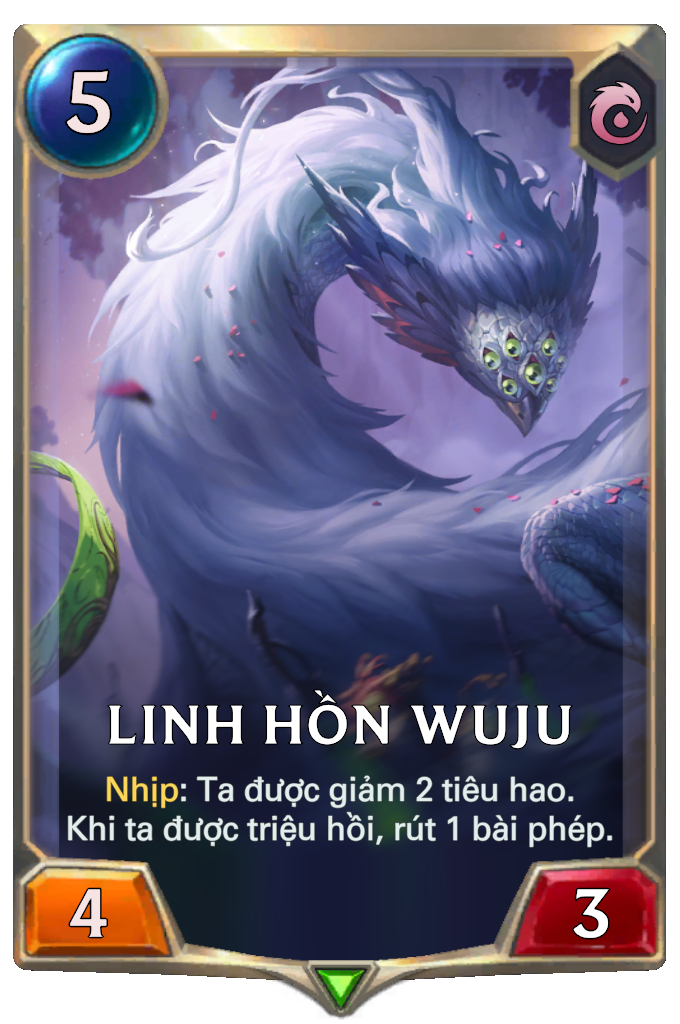 5
LINH HỒN WUJU
Nhịp: Ta được giảm 2 tiêu hao.
Khi ta được triệu hồi, rút 1 bài phép.
4 3